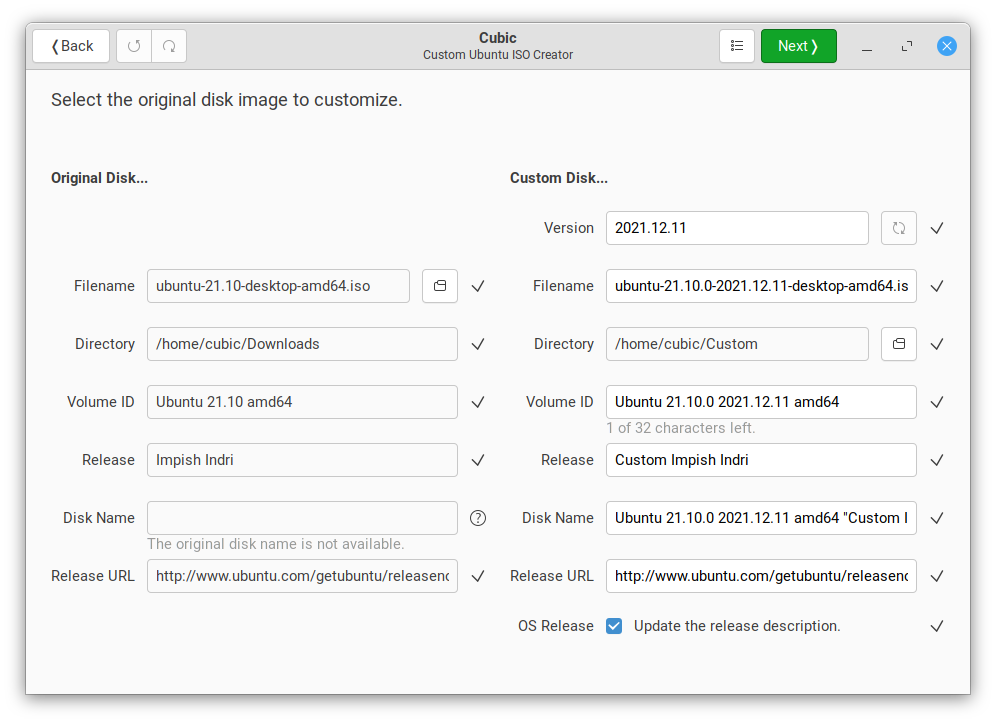 ❬Back
Cubic
Custom Ubuntu ISO Creator
Next❭
Select the original disk image to customize.
Original Disk...
Custom Disk...
Version 2021.12.11
Filename ubuntu-21.10-desktop-amd64.iso
Filename ubuntu-21.10.0-2021.12.11-desktop-amd64.is
Directory /home/cubic/Downloads
Directory /home/cubic/Custom
Volume ID Ubuntu 21.10 amd64
Volume ID Ubuntu 21.10.0 2021.12.11 amd64
1 of 32 characters left.
Release Impish Indri
Release Custom Impish Indri
Disk Name
The original disk name is not available.
Disk Name Ubuntu 21.10.0 2021.12.11 amd64 "Custom I
Release URL http://www.ubuntu.com/getubuntu/releaseno
Release URL http://www.ubuntu.com/getubuntu/releaseno
OS Release Update the release description.